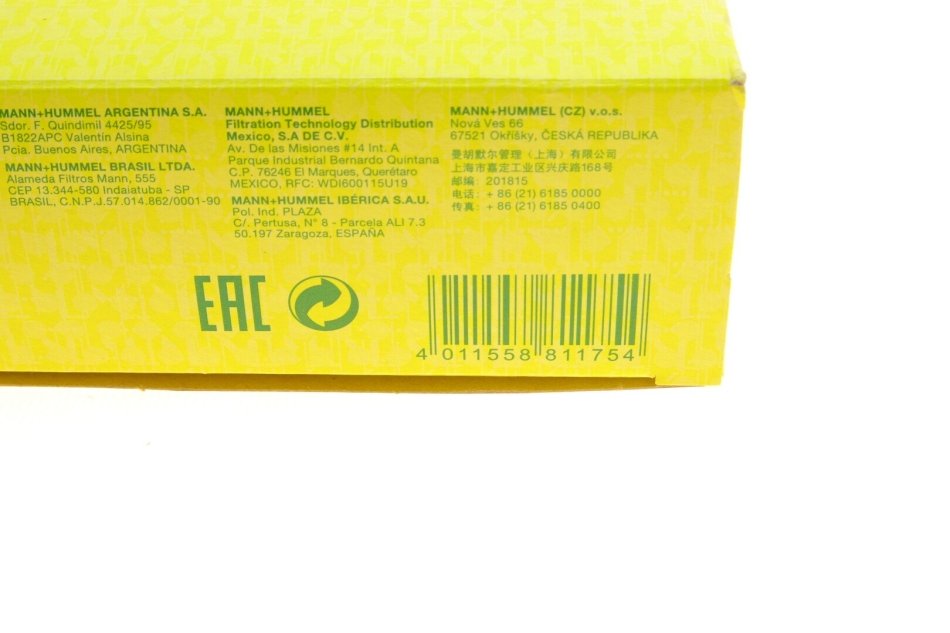 MANN+HUMMEL ARGENTINA S.A.
Sdor. F. Quindimil 4425/95
B1822APC Valentin Alsina
Pcia. Buenos Aires, ARGENTINA
MANN+HUMMEL BRASIL LTDA.
Alameda Filtros Mann, 555
CEP 13.344-580 Indaiatuba - SP
BRASIL, C.N.P.J.57.014.862/0001-90
MANN+HUMMEL
Filtration Technology Distribution
Mexico, S.A DE C.V.
Av. De las Misiones #14 Int. A
Parque Industrial Bernardo Quintana
C.P. 76246 El Marques, Querétaro
MEXICO, RFC: WDI600115U19
MANN+HUMMEL IBÉRICA S.A.U.
Pol. Ind. PLAZA
C/. Pertusa, N° 8 - Parcela ALI 7.3
50.197 Zaragoza, ESPAÑA
MANN+HUMMEL (CZ) v.o.s.
Nová Ves 66
67521 Okříšky, ČESKÁ REPUBLIKA
曼胡默尔管理（上海）有限公司
上海市嘉定工业区兴庆路168号
邮编: 201815
电话: + 86 (21) 6185 0000
传真: + 86 (21) 6185 0400
EAC
4 011558 811754